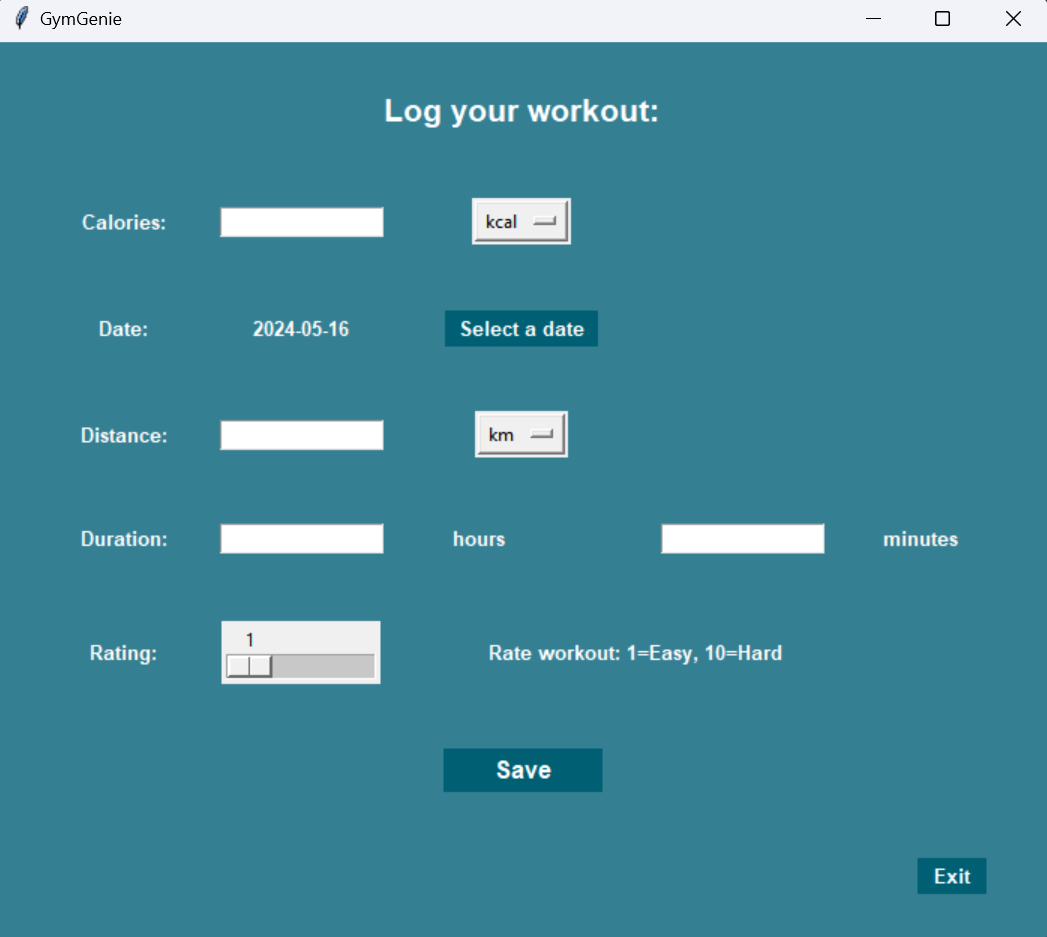 GymGenie
Log your workout:
Calories: kcal
Date: 2024-05-16 Select a date
Distance: km
Duration: hours minutes
1
Rating: Rate workout: 1=Easy, 10=Hard
Save
Exit